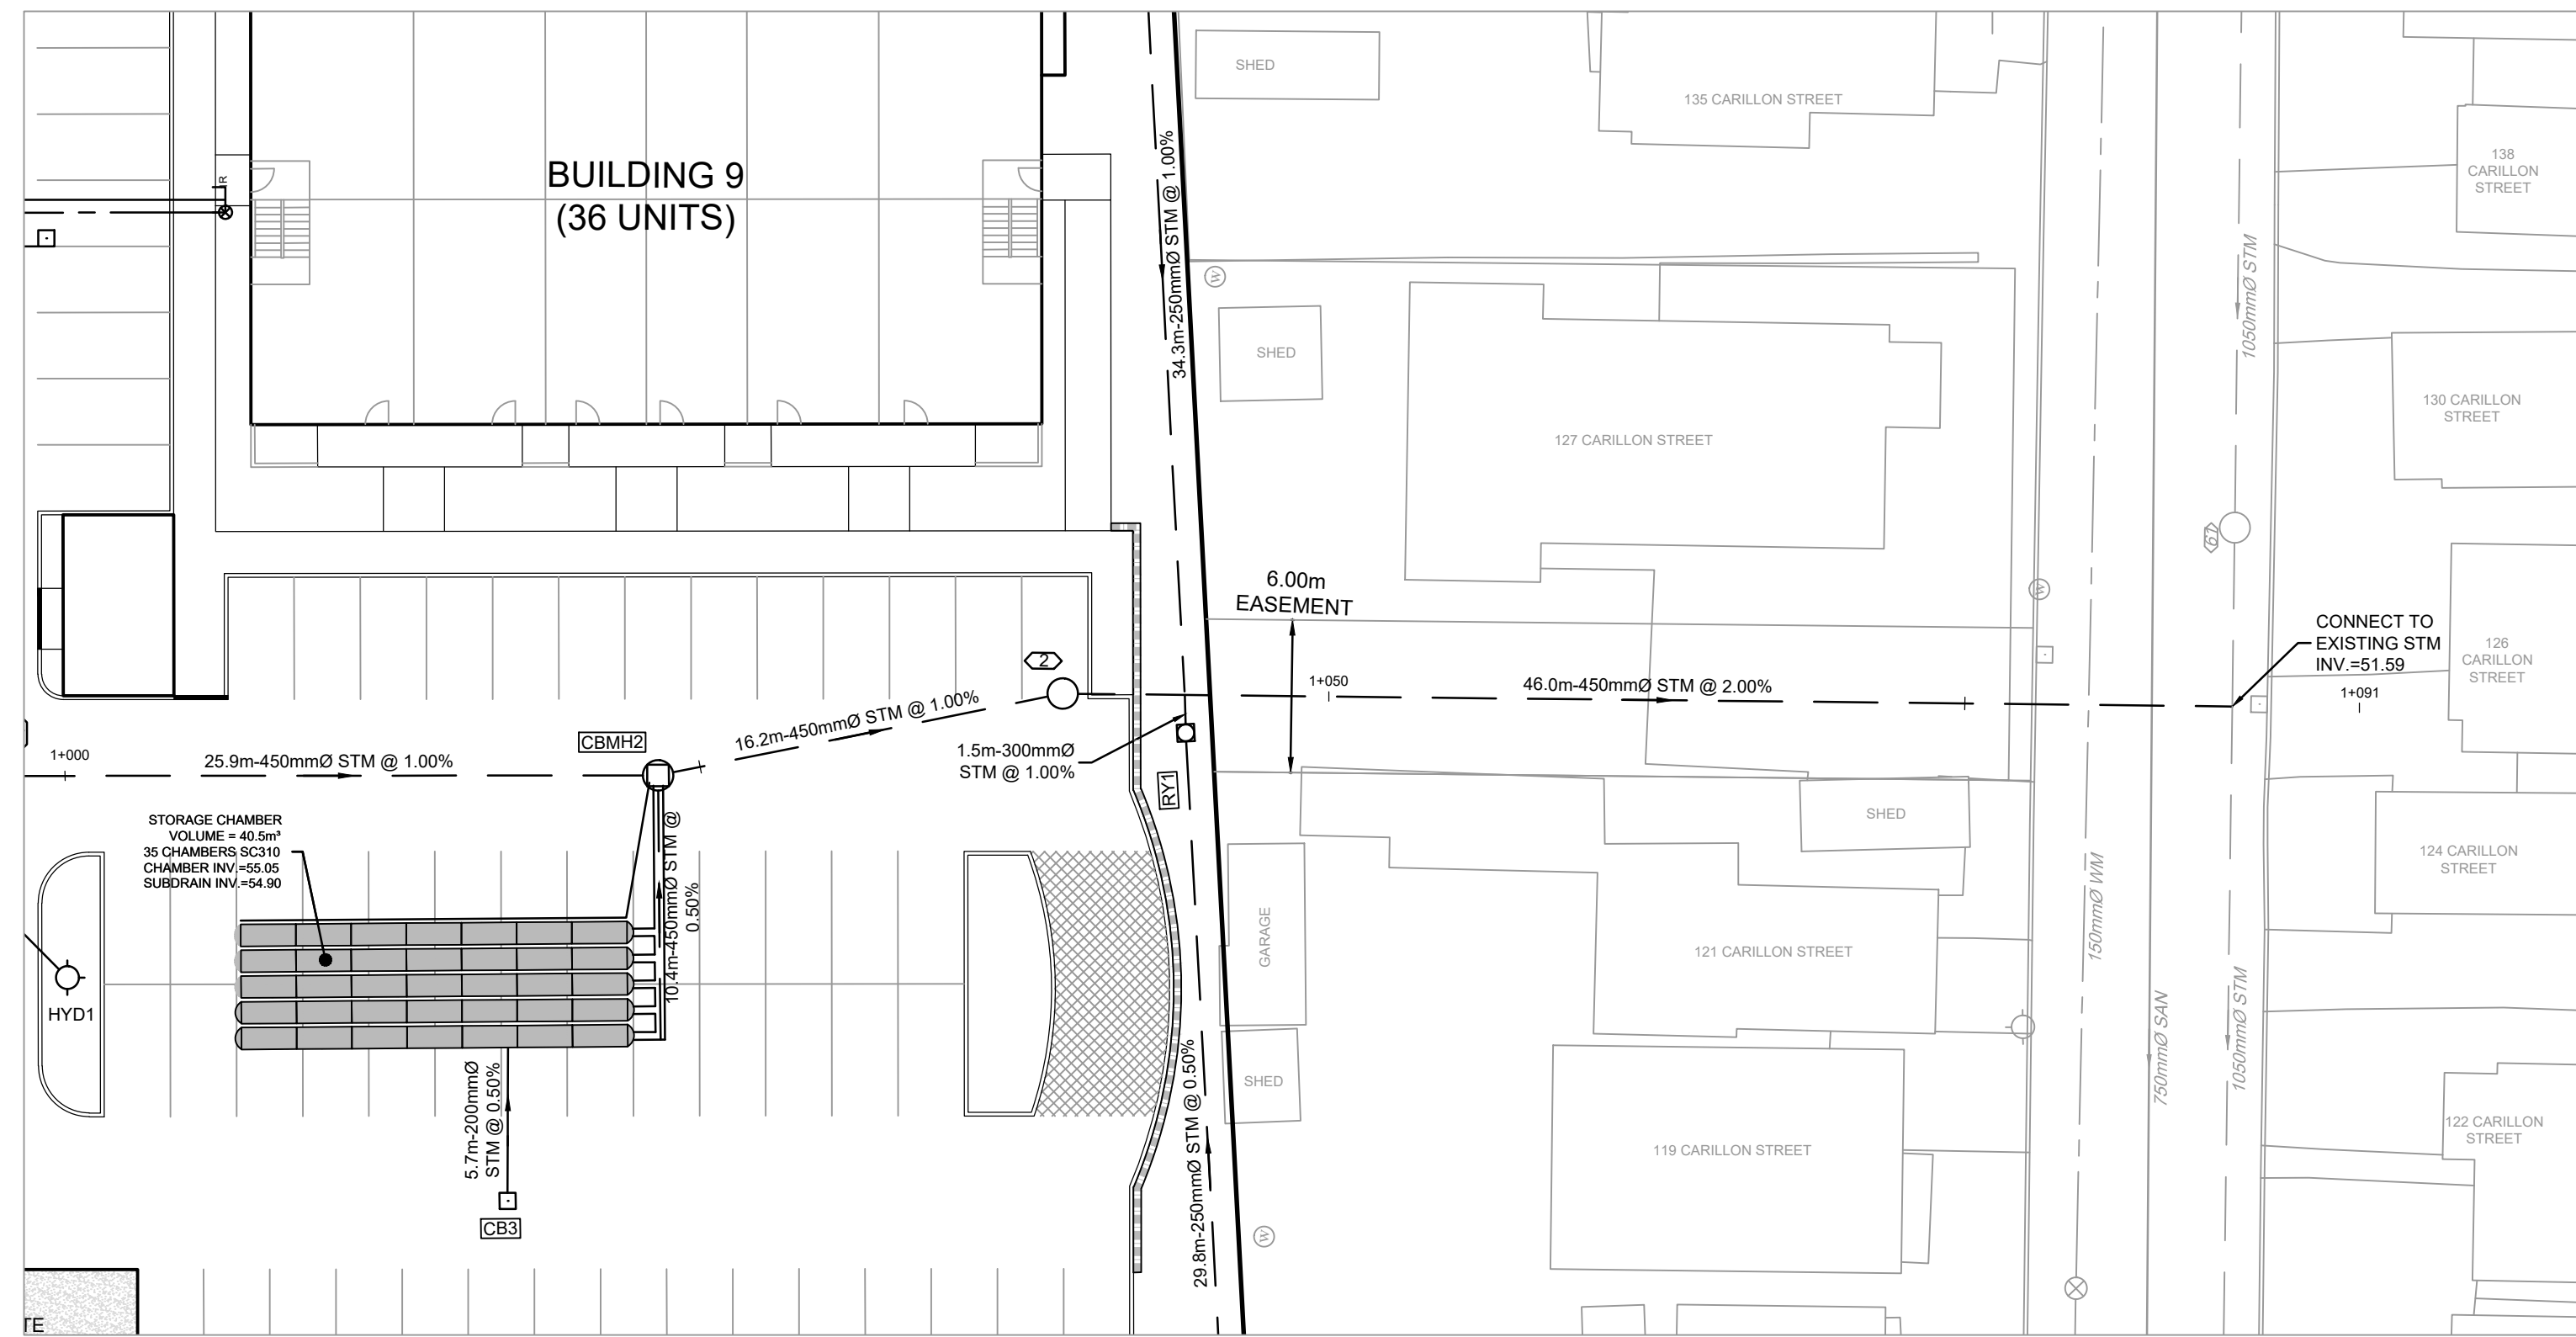 SHED
135 CARILLON STREET
138
CARILLON
STREET
BUILDING 9
(36 UNITS)
R
34.3m-250mmØ STM @ 1.00%
W
1050mmØ STM
SHED
130 CARILLON
STREET
127 CARILLON STREET
61
6.00m
EASEMENT
W
CONNECT TO
EXISTING STM
INV.=51.59
126
CARILLON
STREET
2
1+050
46.0m-450mmØ STM @ 2.00%
1+091
16.2m-450mmØ STM @ 1.00%
CBMH2
1+000
25.9m-450mmØ STM @ 1.00%
1.5m-300mmØ
STM @ 1.00%
RY1
STORAGE CHAMBER
VOLUME = 40.5m³
35 CHAMBERS SC310
CHAMBER INV.=55.05
SUBDRAIN INV.=54.90
10.4m-450mmØ STM @
0.50%
SHED
124 CARILLON
STREET
150mmØ WM
GARAGE
121 CARILLON STREET
HYD1
750mmØ SAN
1050mmØ STM
SHED
5.7m-200mmØ
STM @ 0.50%
122 CARILLON
STREET
119 CARILLON STREET
29.8m-250mmØ STM @ 0.50%
CB3
W
TE